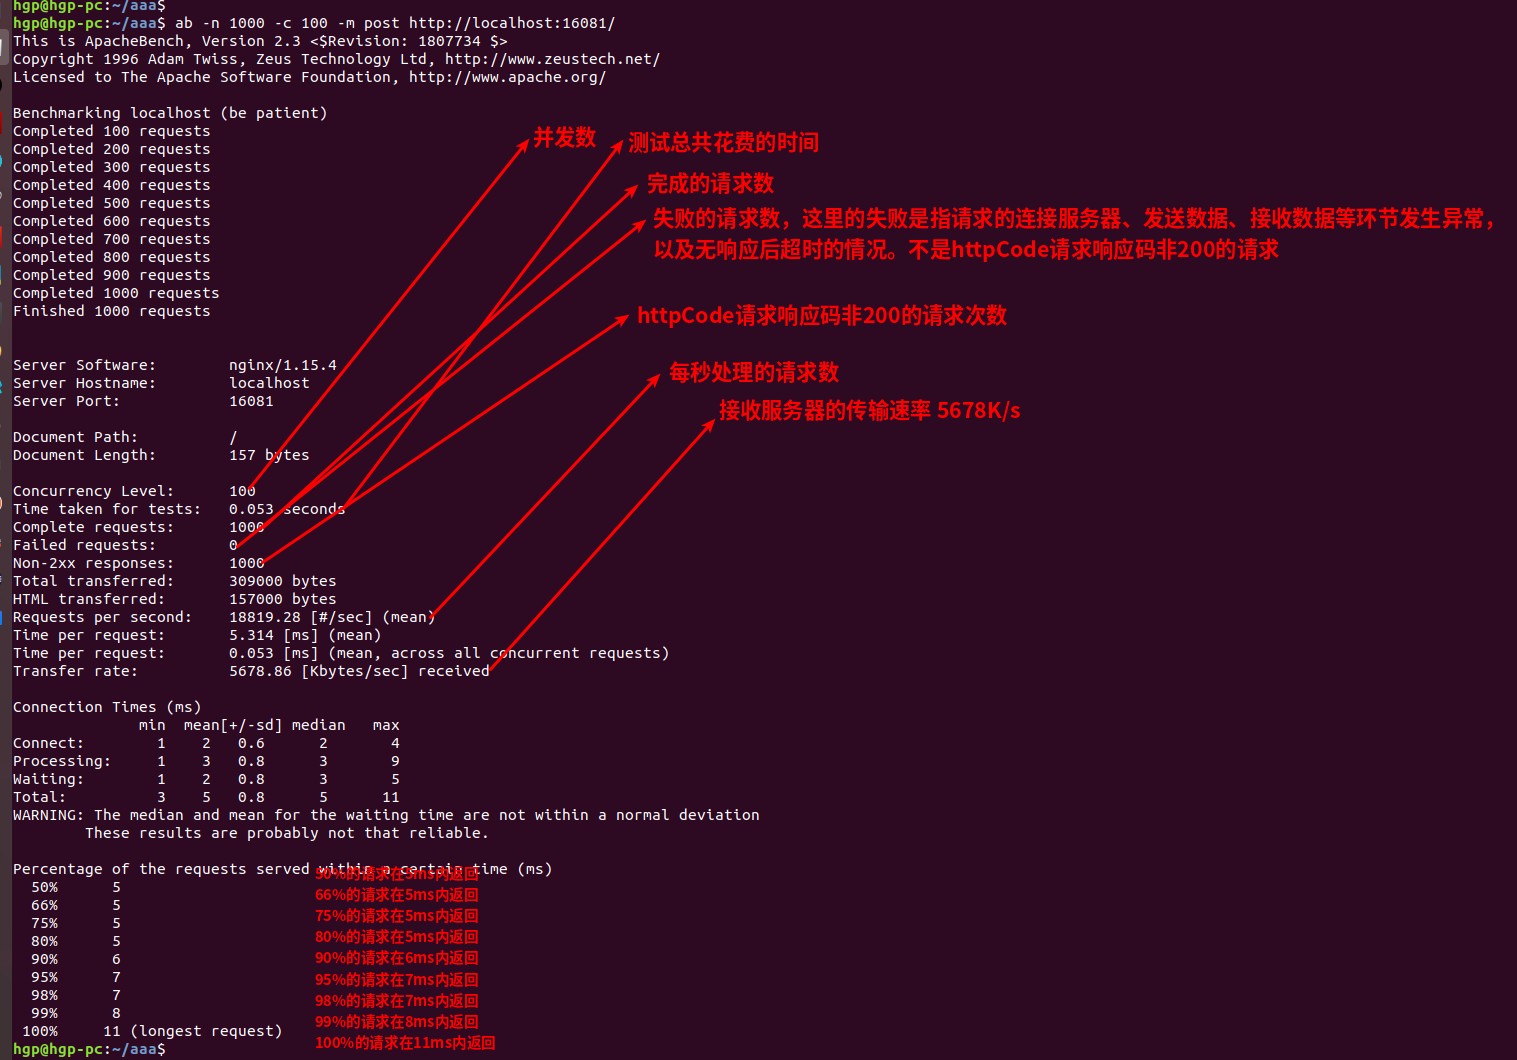 hgp@hgp-pc:~/aaa$
hgp@hgp-pc:~/aaa$ ab -n 1000 -c 100 -m post http://localhost:16081/
This is ApacheBench, Version 2.3 <$Revision: 1807734 $>
Copyright 1996 Adam Twiss, Zeus Technology Ltd, http://www.zeustech.net/
Licensed to The Apache Software Foundation, http://www.apache.org/
Benchmarking localhost (be patient)
Completed 100 requests
Completed 200 requests
Completed 300 requests
Completed 400 requests
Completed 500 requests
Completed 600 requests
Completed 700 requests
Completed 800 requests
Completed 900 requests
Completed 1000 requests
Finished 1000 requests
并发数
测试总共花费的时间
完成的请求数
失败的请求数，这里的失败是指请求的连接服务器、发送数据、接收数据等环节发生异常，
以及无响应后超时的情况。不是httpCode请求响应码非200的请求
httpCode请求响应码非200的请求次数
每秒处理的请求数
接收服务器的传输速率 5678K/s
Server Software: nginx/1.15.4
Server Hostname: localhost
Server Port: 16081
Document Path: /
Document Length: 157 bytes
Concurrency Level: 100
Time taken for tests: 0.053 seconds
Complete requests: 1000
Failed requests: 0
Non-2xx responses: 1000
Total transferred: 309000 bytes
HTML transferred: 157000 bytes
Requests per second: 18819.28 [#/sec] (mean)
Time per request: 5.314 [ms] (mean)
Time per request: 0.053 [ms] (mean, across all concurrent requests)
Transfer rate: 5678.86 [Kbytes/sec] received
Connection Times (ms)
min mean[+/-sd] median max
Connect: 1 2 0.6 2 4
Processing: 1 3 0.8 3 9
Waiting: 1 2 0.8 3 5
Total: 3 5 0.8 5 11
WARNING: The median and mean for the waiting time are not within a normal deviation
These results are probably not that reliable.
Percentage of the requests served within a certain time (ms)
50% 5
66% 5
75% 5
80% 5
90% 6
95% 7
98% 7
99% 8
100% 11 (longest request)
50%的请求在5ms内返回
66%的请求在5ms内返回
75%的请求在5ms内返回
80%的请求在5ms内返回
90%的请求在6ms内返回
95%的请求在7ms内返回
98%的请求在7ms内返回
99%的请求在8ms内返回
100%的请求在11ms内返回
hgp@hgp-pc:~/aaa$